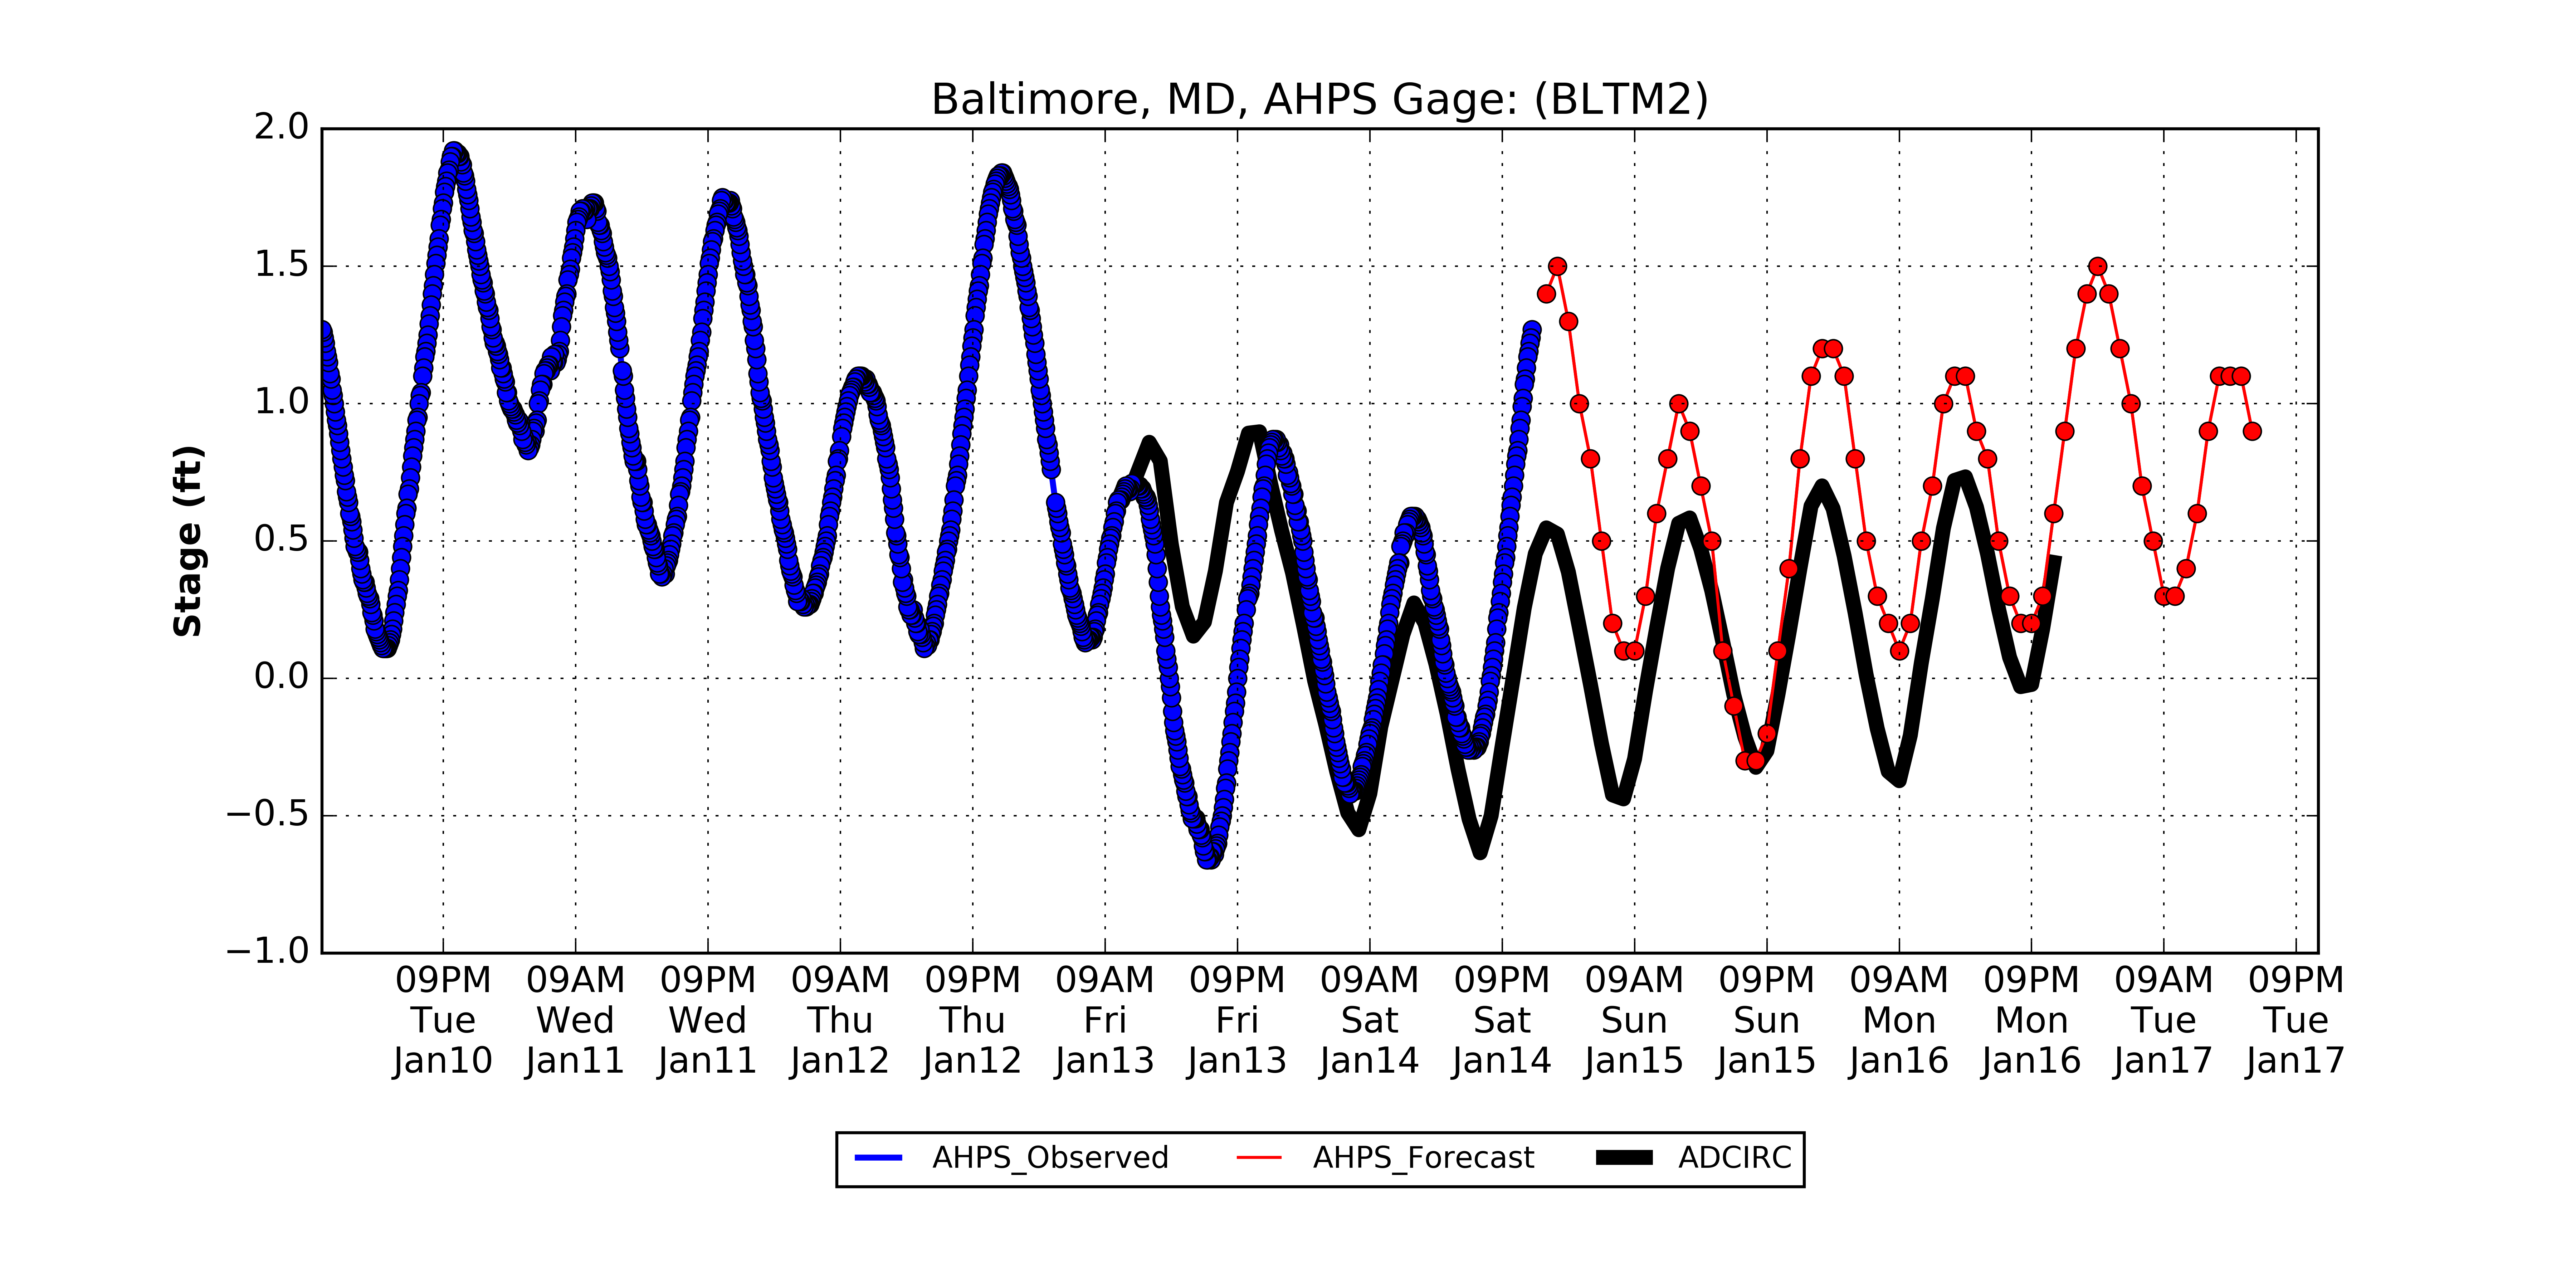 Baltimore, MD, AHPS Gage: (BLTM2)
2.0
1.5
1.0
0.5
0.0
−0.5
−1.0
Stage (ft)
09PM 09AM 09PM 09AM 09PM 09AM 09PM 09AM 09PM 09AM 09PM 09AM 09PM 09AM 09PM
Tue Wed Wed Thu Thu Fri Fri Sat Sat Sun Sun Mon Mon Tue Tue
Jan10 Jan11 Jan11 Jan12 Jan12 Jan13 Jan13 Jan14 Jan14 Jan15 Jan15 Jan16 Jan16 Jan17 Jan17
AHPS_Observed AHPS_Forecast ADCIRC